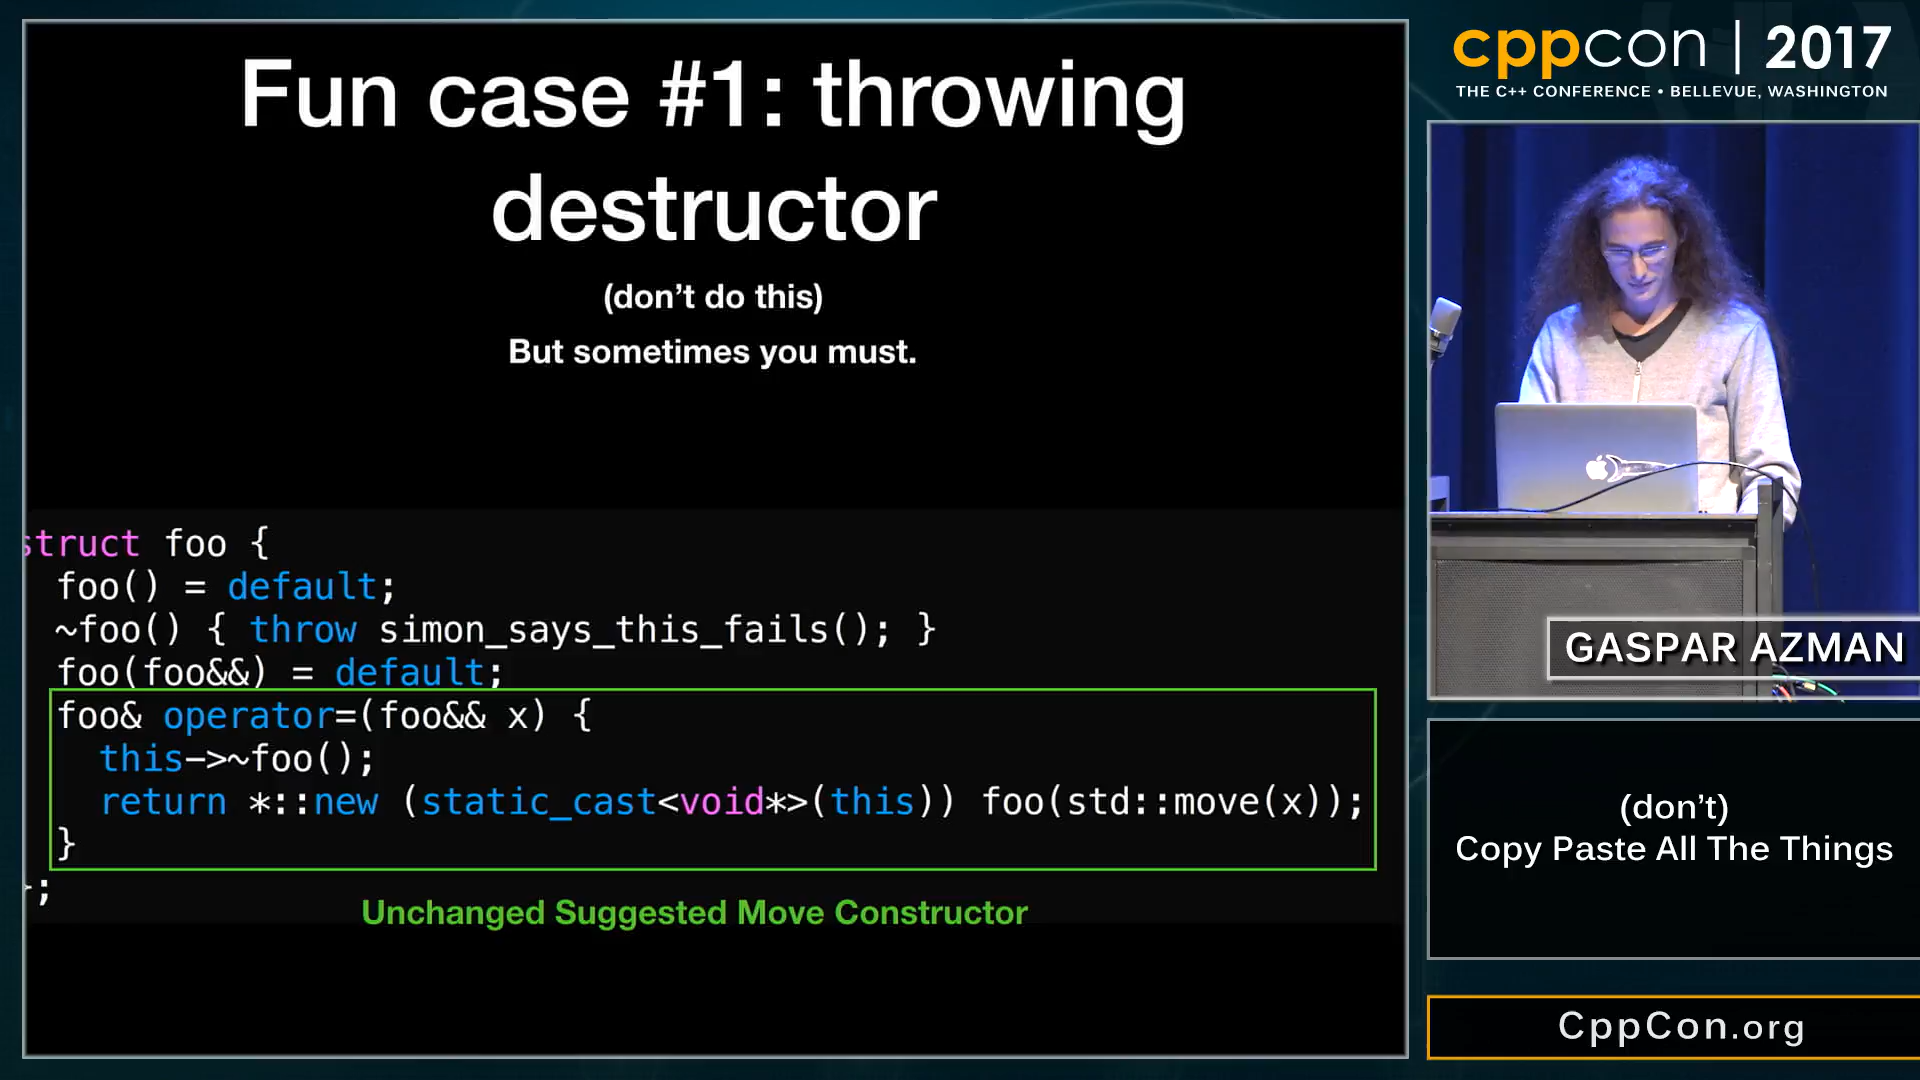 Fun case #1: throwing
destructor
(don’t do this)
But sometimes you must.
struct foo {
foo() = default;
~foo() { throw simon_says_this_fails(); }
foo(foo&&) = default;
foo& operator=(foo&& x) {
this->~foo();
return *::new (static_cast<void*>(this)) foo(std::move(x));
}
};
Unchanged Suggested Move Constructor
cppcon | 2017
THE C++ CONFERENCE • BELLEVUE, WASHINGTON
GASPAR AZMAN
(don’t)
Copy Paste All The Things
CppCon.org